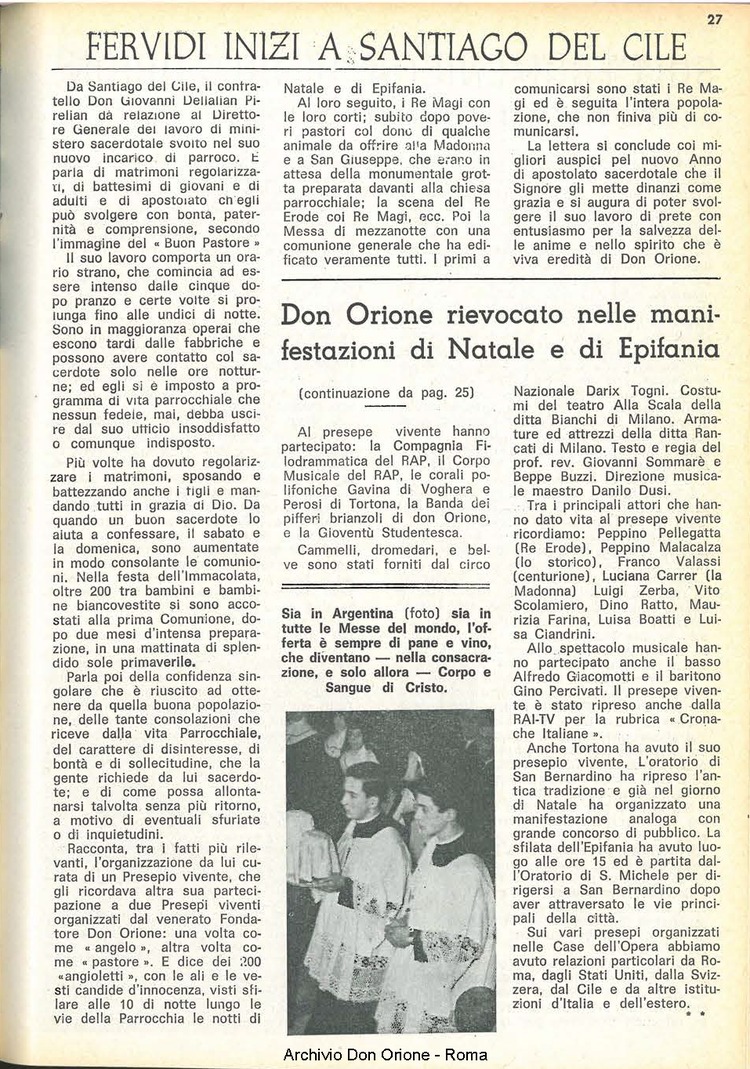 27
FERVIDI INIZI A SANTIAGO DEL CILE
Da Santiago del Cile, il confra-
tello Don Giovanni Dellalian Pi-
relian dà relazione al Diretto-
re Generale del lavoro di mini-
stero sacerdotale svolto nel suo
nuovo incarico di parroco. E
parla di matrimoni regolarizza-
ti, di battesimi di giovani e di
adulti e di apostolato ch'egli
può svolgere con bontà, pater-
nità e comprensione, secondo
l'immagine del « Buon Pastore »
Il suo lavoro comporta un ora-
rio strano, che comincia ad es-
sere intenso dalle cinque do-
po pranzo e certe volte si pro-
lunga fino alle undici di notte.
Sono in maggioranza operai che
escono tardi dalle fabbriche e
possono avere contatto col sa-
cerdote solo nelle ore nottur-
ne; ed egli si è imposto a pro-
gramma di vita parrocchiale che
nessun fedele, mai, debba usci-
re dal suo ufficio insoddisfatto
o comunque indisposto.
Più volte ha dovuto regolariz-
zare i matrimoni, sposando e
battezzando anche i figli e man-
dando tutti in grazia di Dio. Da
quando un buon sacerdote lo
aiuta a confessare, il sabato e
la domenica, sono aumentate
in modo consolante le comunio-
ni. Nella festa dell'Immacolata,
oltre 200 tra bambini e bambi-
ne biancovestite si sono acco-
stati alla prima Comunione, do-
po due mesi d'intensa prepara-
zione, in una mattinata di splen-
dido sole primaverile.
Parla poi della confidenza sin-
golare che è riuscito ad otte-
nere da quella buona popolazio-
ne, delle tante consolazioni che
riceve dalla vita Parrocchiale,
del carattere di disinteresse, di
bontà e di sollecitudine, che la
gente richiede da lui sacerdo-
te; e di come possa allonta-
narsi talvolta senza più ritorno,
a motivo di eventuali sfuriate
o di inquietudini.
Racconta, tra i fatti più rile-
vanti, l'organizzazione da lui cu-
rata di un Presepio vivente, che
gli ricordava altra sua parteci-
pazione a due Presepi viventi
organizzati dal venerato Fonda-
tore Don Orione: una volta co-
me « angelo », altra volta co-
me « pastore ». E dice dei 200
«angioletti », con le ali e le ve-
sti candide d'innocenza, visti sfi-
lare alle 10 di notte lungo le
vie della Parrocchia le notti di
Natale e di Epifania.
Al loro seguito, i Re Magi con
le loro corti; subito dopo pove-
ri pastori col dono di qualche
animale da offrire alla Madonna
e a San Giuseppe, che erano in
attesa della monumentale grot-
ta preparata davanti alla chiesa
parrocchiale; la scena del Re
Erode coi Re Magi, ecc. Poi la
Messa di mezzanotte con una
comunione generale che ha edi-
ficato veramente tutti. I primi a
comunicarsi sono stati i Re Ma-
gi ed è seguita l'intera popola-
zione, che non finiva più di co-
municarsi.
La lettera si conclude coi mi-
gliori auspici pel nuovo Anno
di apostolato sacerdotale che il
Signore gli mette dinanzi come
grazia e si augura di poter svol-
gere il suo lavoro di prete con
entusiasmo per la salvezza del-
le anime e nello spirito che è
viva eredità di Don Orione.
Don Orione rievocato nelle mani-
festazioni di Natale e di Epifania
(continuazione da pag. 25)
Al presepe vivente hanno
partecipato: la Compagnia Fi-
lodrammatica del RAP, il Corpo
Musicale del RAP, le corali po-
lifoniche Gavina di Voghera e
Perosi di Tortona, la Banda dei
pifferi brianzoli di don Orione,
e la Gioventù Studentesca.
Cammelli, dromedari, e bel-
ve sono stati forniti dal circo
Nazionale Darix Togni. Costu-
mi del teatro Alla Scala della
ditta Bianchi di Milano. Arma-
ture ed attrezzi della ditta Ran-
cati di Milano. Testo e regia del
prof. rev. Giovanni Sommarè e
Beppe Buzzi. Direzione musica-
le maestro Danilo Dusi.
Tra i principali attori che han-
no dato vita al presepe vivente
ricordiamo: Peppino Pellegatta
(Re Erode), Peppino Malacalza
(lo storico), Franco Valassi
(centurione), Luciana Carrer (la
Madonna) Luigi Zerba, Vito
Scolamiero, Dino Ratto, Mau-
rizia Farina, Luisa Boatti e Lui-
sa Ciandrini.
Allo spettacolo musicale han-
no partecipato anche il basso
Alfredo Giacomotti e il baritono
Gino Percivati. Il presepe viven-
te è stato ripreso anche dalla
RAI-TV per la rubrica « Crona-
che Italiane ».
Anche Tortona ha avuto il suo
presepio vivente, L'oratorio di
San Bernardino ha ripreso l'an-
tica tradizione e già nel giorno
di Natale ha organizzato una
manifestazione analoga con
grande concorso di pubblico. La
sfilata dell'Epifania ha avuto luo-
go alle ore 15 ed è partita dal-
l'Oratorio di S. Michele per di-
rigersi a San Bernardino dopo
aver attraversato le vie princi-
pali della città.
Sui vari presepi organizzati
nelle Case dell'Opera abbiamo
avuto relazioni particolari da Ro-
ma, dagli Stati Uniti, dalla Sviz-
zera, dal Cile e da altre istitu-
zioni d'Italia e dell'estero.
* *
Sia in Argentina (foto) sia in
tutte le Messe del mondo, l'of-
ferta è sempre di pane e vino,
che diventano — nella consacra-
zione, e solo allora — Corpo e
Sangue di Cristo.
Archivio Don Orione - Roma